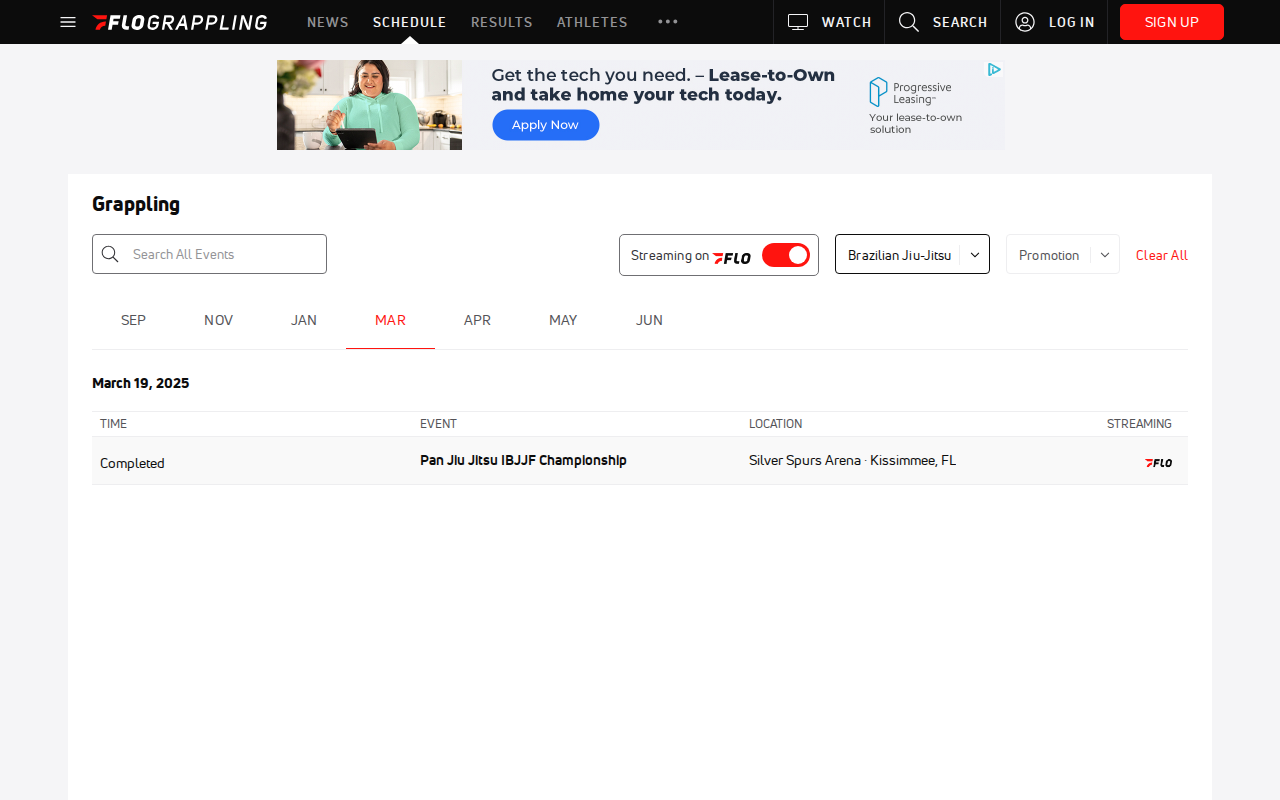 FLOGRAPPLING
NEWS
SCHEDULE
RESULTS
ATHLETES
WATCH
SEARCH
LOG IN
SIGN UP
Get the tech you need. – Lease-to-Own
and take home your tech today.
Apply Now
Progressive
Leasing™
Your lease-to-own
solution
Grappling
Search All Events
Streaming on FLO
Brazilian Jiu-Jitsu
Promotion
Clear All
SEP
NOV
JAN
MAR
APR
MAY
JUN
March 19, 2025
TIME
EVENT
LOCATION
STREAMING
Completed
Pan Jiu Jitsu IBJJF Championship
Silver Spurs Arena · Kissimmee, FL
FLO